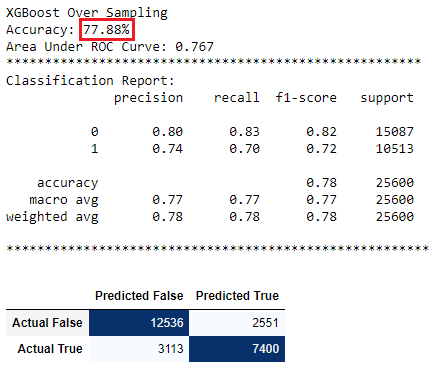 XGBoost Over Sampling
Accuracy: 77.88%
Area Under ROC Curve: 0.767
******************************************************
Classification Report:
precision recall f1-score support
0 0.80 0.83 0.82 15087
1 0.74 0.70 0.72 10513
accuracy 0.78 25600
macro avg 0.77 0.77 0.77 25600
weighted avg 0.78 0.78 0.78 25600
*******************************************************
Predicted False Predicted True
Actual False 12536 2551
Actual True 3113 7400